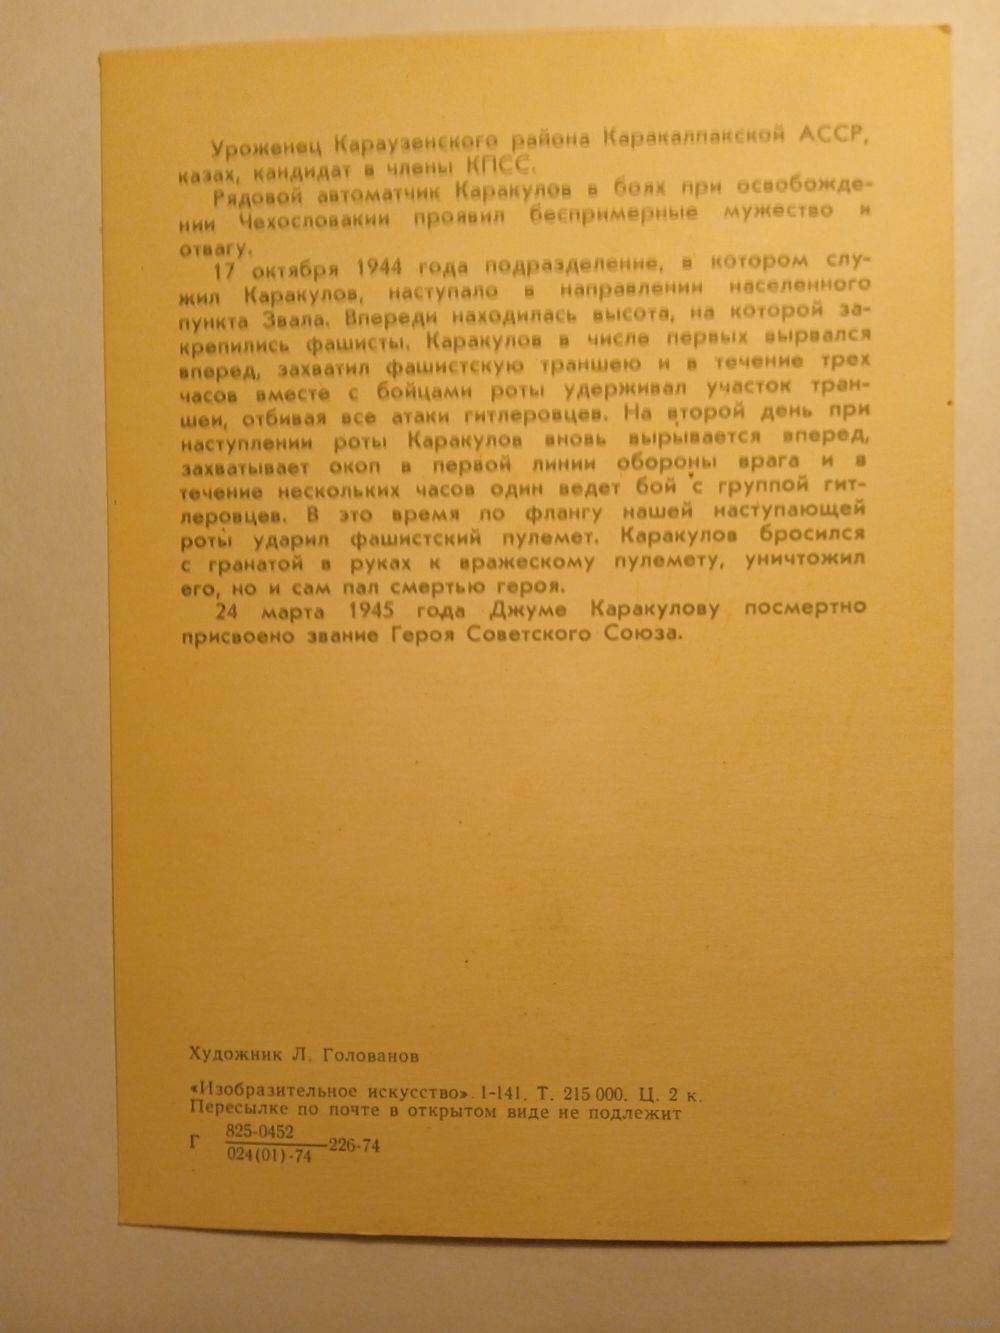 Уроженец Караузенского района Каракалпакской АССР,
казах, кандидат в члены КПСС.
Рядовой автоматчик Каракулов в боях при освобожде-
нии Чехословакии проявил беспримерные мужество и
отвагу.
17 октября 1944 года подразделение, в котором слу-
жил Каракулов, наступало в направлении населенного
пункта Звала. Впереди находилась высота, на которой за-
крепились фашисты. Каракулов в числе первых вырвался
вперед, захватил фашистскую траншею и в течение трех
часов вместе с бойцами роты удерживал участок тран-
шеи, отбивая все атаки гитлеровцев. На второй день при
наступлении роты Каракулов вновь вырывается вперед,
захватывает окоп в первой линии обороны врага и в
течение нескольких часов один ведет бой с группой гит-
леровцев. В это время по флангу нашей наступающей
роты ударил фашистский пулемет. Каракулов бросился
с гранатой в руках к вражескому пулемету, уничтожил
его, но и сам пал смертью героя.
24 марта 1945 года Джуме Каракулову посмертно
присвоено звание Героя Советского Союза.
Художник Л. Голованов
«Изобразительное искусство». 1-141. Т. 215 000. Ц. 2 к.
Пересылке по почте в открытом виде не подлежит
825-0452
Г 226-74
024(01)-74